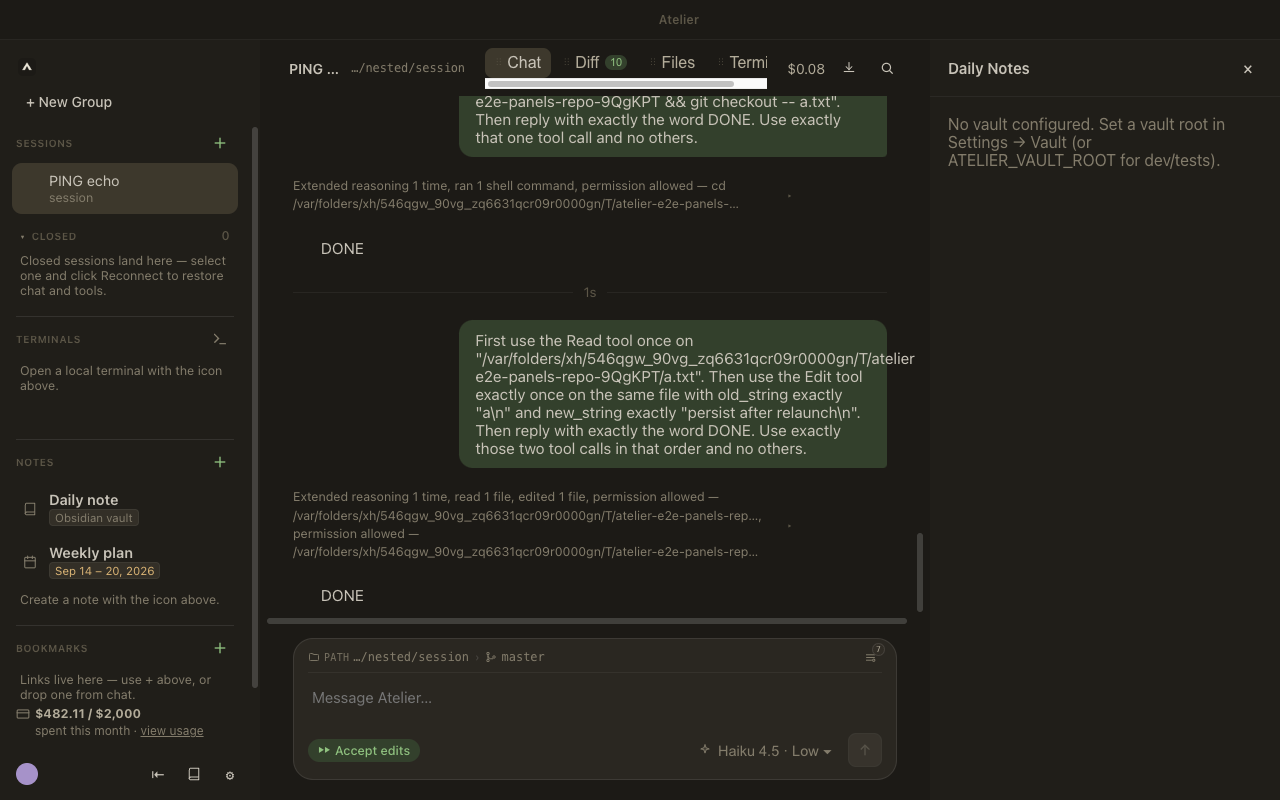 Atelier
+ New Group
SESSIONS
PING echo
session
CLOSED
0
Closed sessions land here — select
one and click Reconnect to restore
chat and tools.
TERMINALS
Open a local terminal with the icon
above.
NOTES
Daily note
Obsidian vault
Weekly plan
Sep 14 – 20, 2026
Create a note with the icon above.
BOOKMARKS
Links live here — use + above, or
drop one from chat.
$482.11 / $2,000
spent this month · view usage
PING ...
…/nested/session
Chat
Diff 10
Files
Termi
$0.08
e2e-panels-repo-9QgKPT && git checkout -- a.txt".
Then reply with exactly the word DONE. Use exactly
that one tool call and no others.
Extended reasoning 1 time, ran 1 shell command, permission allowed — cd
/var/folders/xh/546qgw_90vg_zq6631qcr09r0000gn/T/atelier-e2e-panels-…
DONE
1s
First use the Read tool once on
"/var/folders/xh/546qgw_90vg_zq6631qcr09r0000gn/T/atelier
e2e-panels-repo-9QgKPT/a.txt". Then use the Edit tool
exactly once on the same file with old_string exactly
"a\n" and new_string exactly "persist after relaunch\n".
Then reply with exactly the word DONE. Use exactly
those two tool calls in that order and no others.
Extended reasoning 1 time, read 1 file, edited 1 file, permission allowed —
/var/folders/xh/546qgw_90vg_zq6631qcr09r0000gn/T/atelier-e2e-panels-rep…,
permission allowed —
/var/folders/xh/546qgw_90vg_zq6631qcr09r0000gn/T/atelier-e2e-panels-rep…
DONE
PATH …/nested/session · master
7
Message Atelier...
Accept edits
Haiku 4.5 · Low
Daily Notes
No vault configured. Set a vault root in
Settings → Vault (or
ATELIER_VAULT_ROOT for dev/tests).